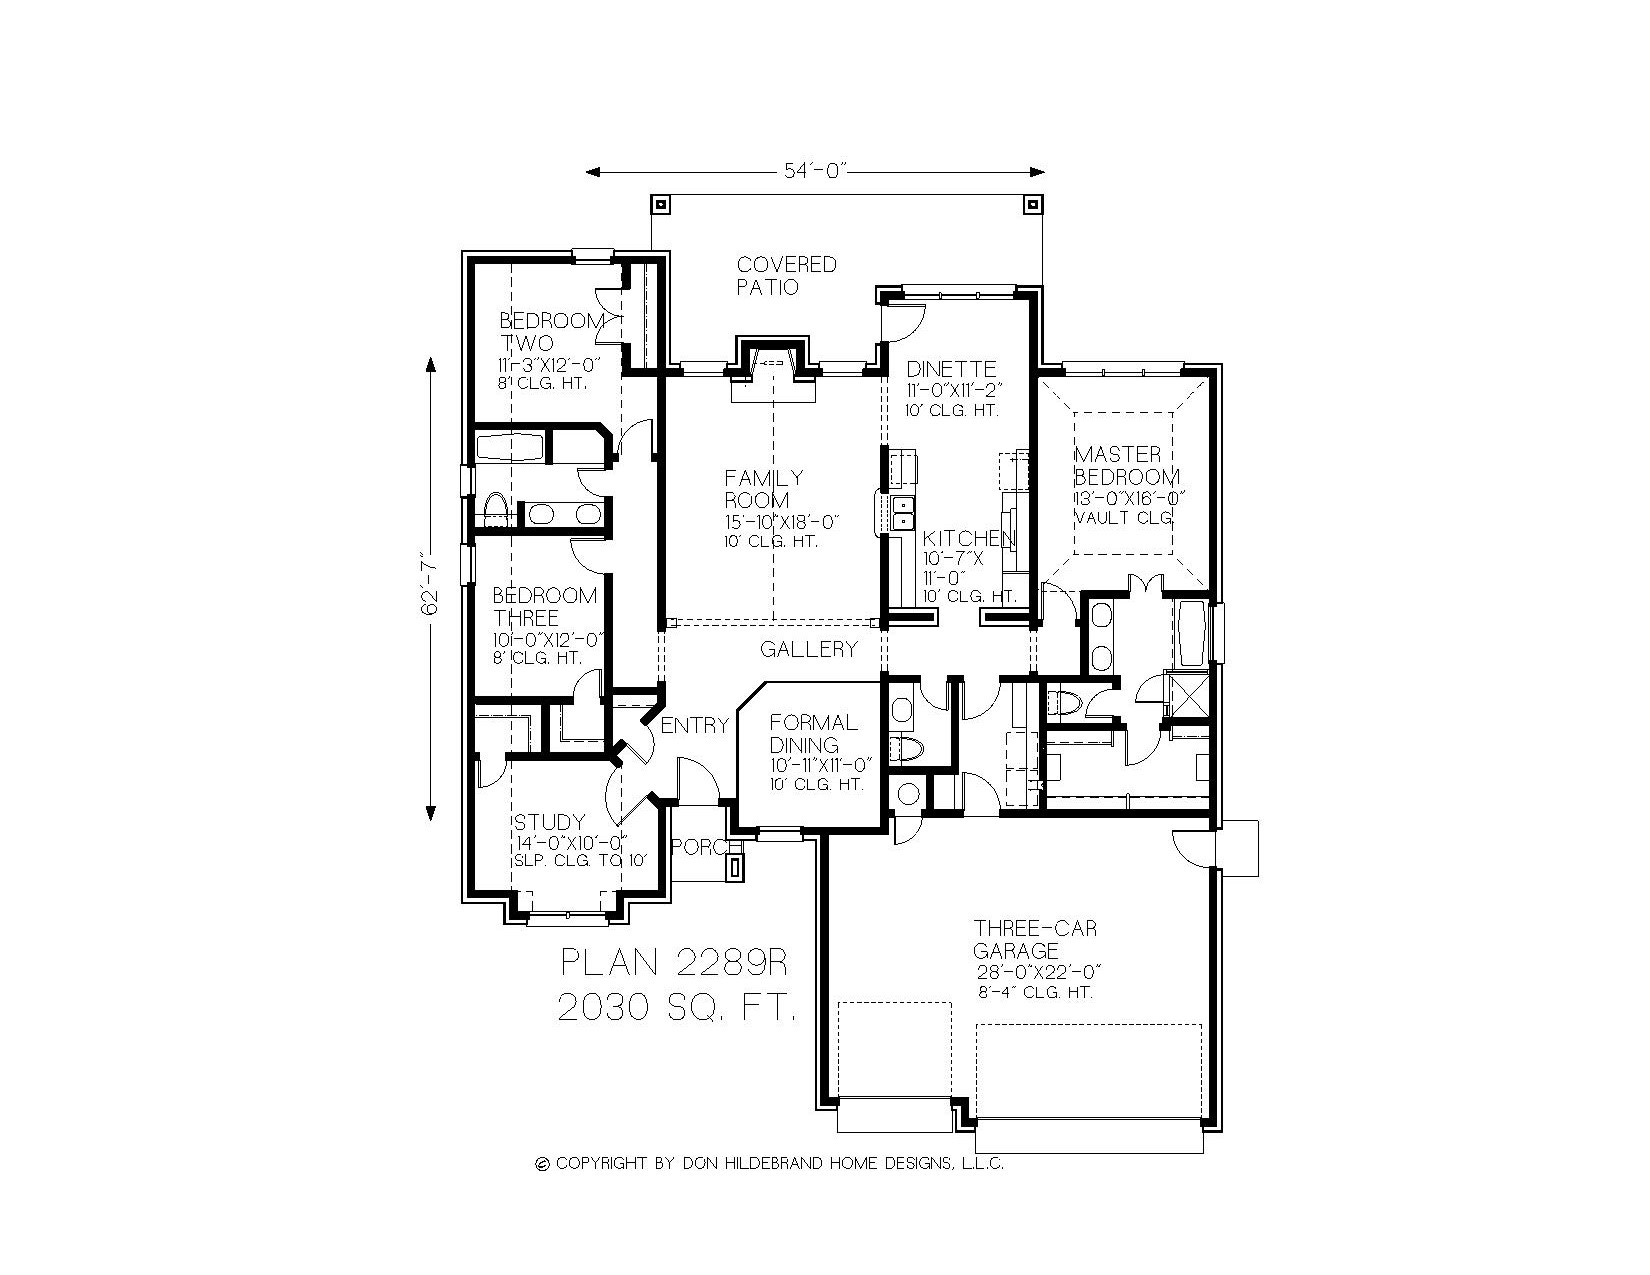 54'-0"
COVERED
PATIO
BEDROOM
TWO
11'-3"X12'-0"
8' CLG. HT.
DINETTE
11'-0"X11'-2"
10' CLG. HT.
MASTER
BEDROOM
13'-0"X16'-0"
VAULT CLG.
FAMILY
ROOM
15'-10"X18'-0"
10' CLG. HT.
KITCHEN
10'-7"X
11'-0"
10' CLG. HT.
62'-7"
BEDROOM
THREE
10'-0"X12'-0"
8' CLG. HT.
GALLERY
ENTRY
FORMAL
DINING
10'-11"X11'-0"
10' CLG. HT.
STUDY
14'-0"X10'-0"
SLP. CLG. TO 10'
PORCH
THREE-CAR
GARAGE
28'-0"X22'-0"
8'-4" CLG. HT.
PLAN 2289R
2030 SQ. FT.
© COPYRIGHT BY DON HILDEBRAND HOME DESIGNS, L.L.C.